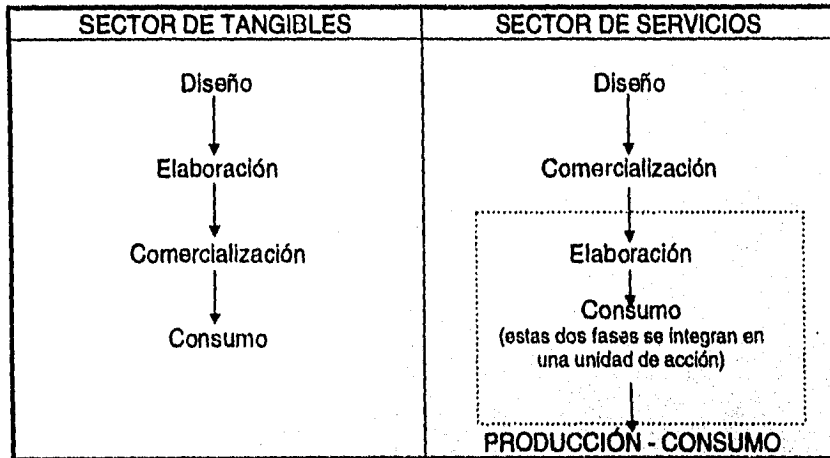 SECTOR DE TANGIBLES
Diseño
Elaboración
Comercialización
Consumo
SECTOR DE SERVICIOS
Diseño
Comercialización
Elaboración
Consumo
(estas dos fases se integran en
una unidad de acción)
PRODUCCIÓN - CONSUMO